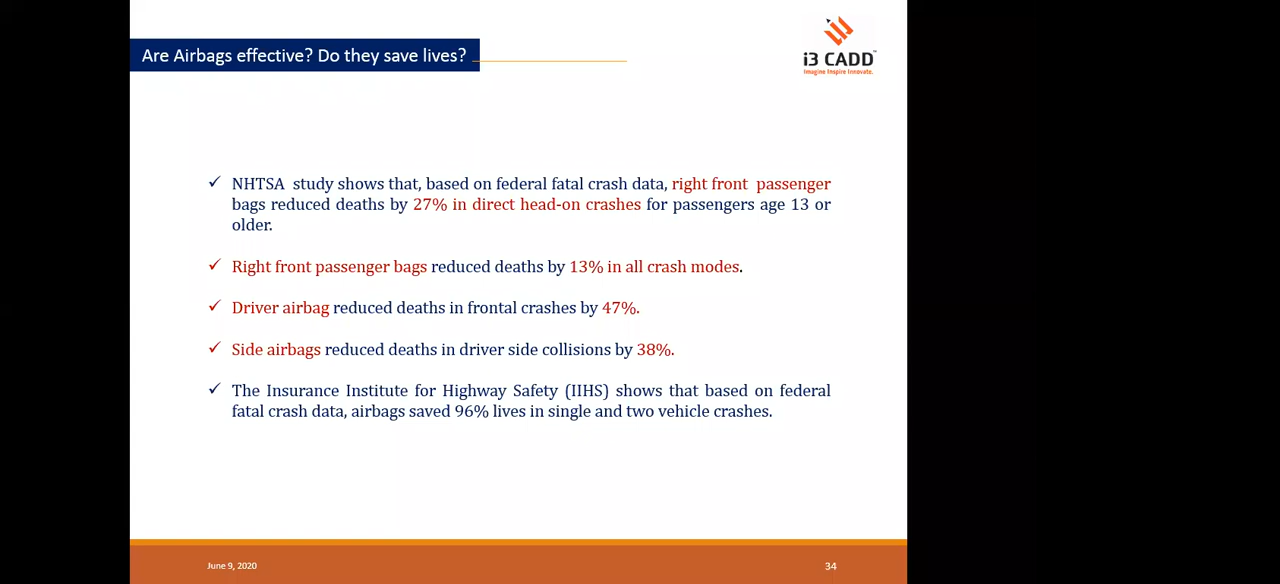 Are Airbags effective? Do they save lives?
i3 CADD™
Imagine Inspire Innovate.
✓ NHTSA study shows that, based on federal fatal crash data, right front passenger
bags reduced deaths by 27% in direct head-on crashes for passengers age 13 or
older.
✓ Right front passenger bags reduced deaths by 13% in all crash modes.
✓ Driver airbag reduced deaths in frontal crashes by 47%.
✓ Side airbags reduced deaths in driver side collisions by 38%.
✓ The Insurance Institute for Highway Safety (IIHS) shows that based on federal
fatal crash data, airbags saved 96% lives in single and two vehicle crashes.
June 9, 2020
34